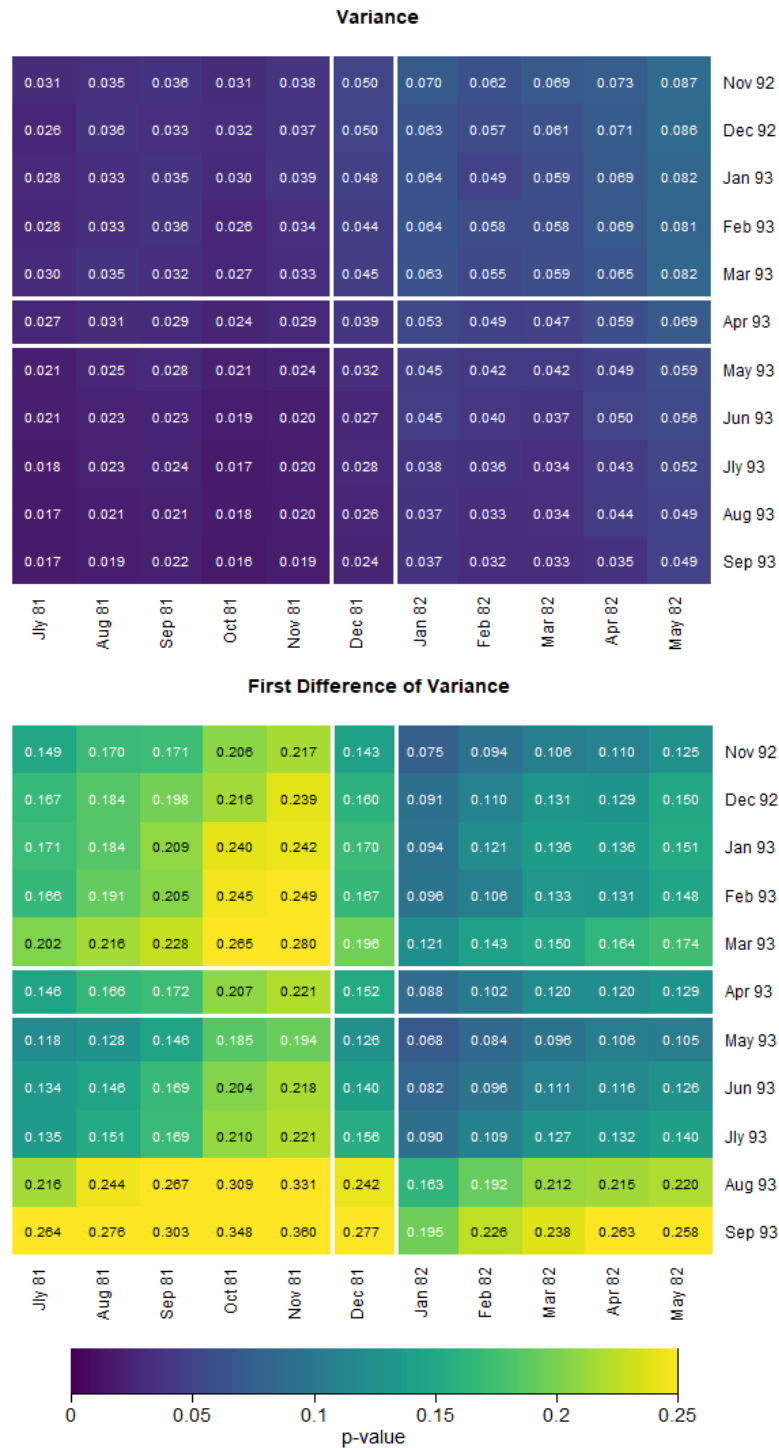 Variance
0.031 0.035 0.036 0.031 0.038 0.050 0.070 0.062 0.069 0.073 0.087 Nov 92
0.026 0.036 0.033 0.032 0.037 0.050 0.063 0.057 0.061 0.071 0.086 Dec 92
0.028 0.033 0.035 0.030 0.039 0.048 0.064 0.049 0.059 0.069 0.082 Jan 93
0.028 0.033 0.036 0.026 0.034 0.044 0.064 0.058 0.058 0.069 0.081 Feb 93
0.030 0.035 0.032 0.027 0.033 0.045 0.063 0.055 0.059 0.065 0.082 Mar 93
0.027 0.031 0.029 0.024 0.029 0.039 0.053 0.049 0.047 0.059 0.069 Apr 93
0.021 0.025 0.028 0.021 0.024 0.032 0.045 0.042 0.042 0.049 0.059 May 93
0.021 0.023 0.023 0.019 0.020 0.027 0.045 0.040 0.037 0.050 0.056 Jun 93
0.018 0.023 0.024 0.017 0.020 0.028 0.038 0.036 0.034 0.043 0.052 Jly 93
0.017 0.021 0.021 0.018 0.020 0.026 0.037 0.033 0.034 0.044 0.049 Aug 93
0.017 0.019 0.022 0.016 0.019 0.024 0.037 0.032 0.033 0.035 0.049 Sep 93
Jly 81 Aug 81 Sep 81 Oct 81 Nov 81 Dec 81 Jan 82 Feb 82 Mar 82 Apr 82 May 82
First Difference of Variance
0.149 0.170 0.171 0.206 0.217 0.143 0.075 0.094 0.106 0.110 0.125 Nov 92
0.167 0.184 0.198 0.216 0.239 0.160 0.091 0.110 0.131 0.129 0.150 Dec 92
0.171 0.184 0.209 0.240 0.242 0.170 0.094 0.121 0.136 0.136 0.151 Jan 93
0.166 0.191 0.205 0.245 0.249 0.167 0.096 0.106 0.133 0.131 0.148 Feb 93
0.202 0.216 0.228 0.265 0.280 0.196 0.121 0.143 0.150 0.164 0.174 Mar 93
0.146 0.166 0.172 0.207 0.221 0.152 0.088 0.102 0.120 0.120 0.129 Apr 93
0.118 0.128 0.146 0.185 0.194 0.126 0.068 0.084 0.096 0.106 0.105 May 93
0.134 0.146 0.169 0.204 0.218 0.140 0.082 0.096 0.111 0.116 0.126 Jun 93
0.135 0.151 0.169 0.210 0.221 0.156 0.090 0.109 0.127 0.132 0.140 Jly 93
0.216 0.244 0.267 0.309 0.331 0.242 0.163 0.192 0.212 0.215 0.220 Aug 93
0.264 0.276 0.303 0.348 0.360 0.277 0.195 0.226 0.238 0.263 0.258 Sep 93
Jly 81 Aug 81 Sep 81 Oct 81 Nov 81 Dec 81 Jan 82 Feb 82 Mar 82 Apr 82 May 82
0 0.05 0.1 0.15 0.2 0.25
p-value